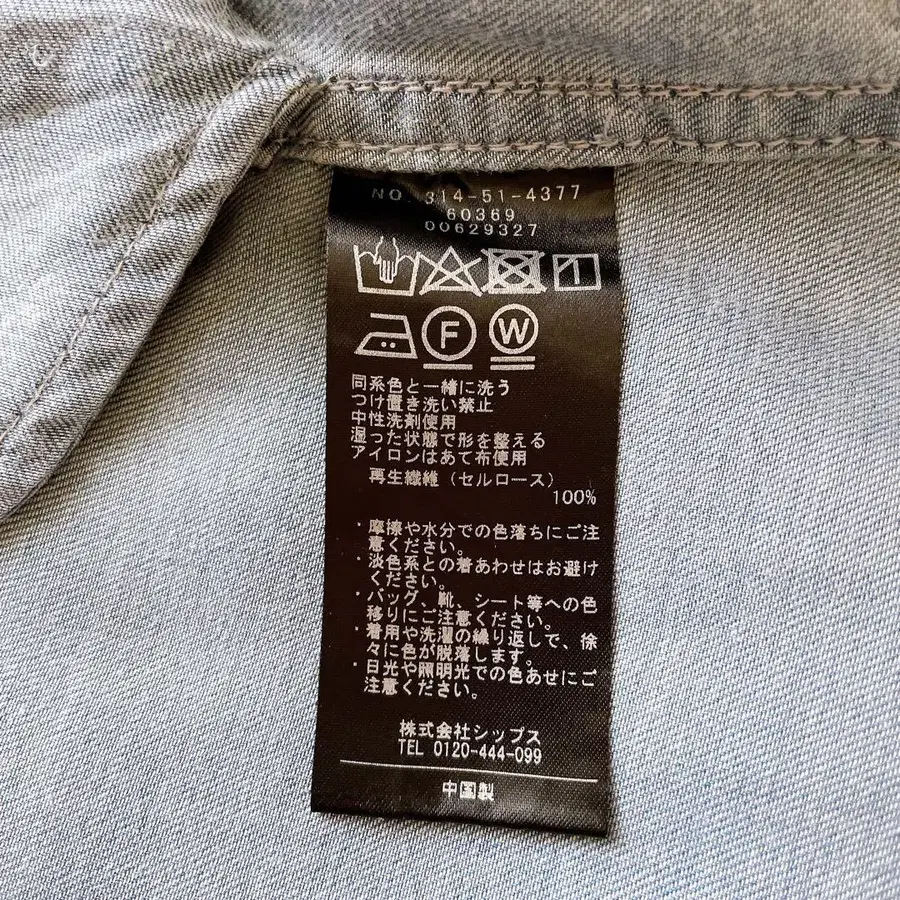 NO. 314-51-4377
60369
00629327
F W
同系色と一緒に洗う
つけ置き洗い禁止
中性洗剤使用
湿った状態で形を整える
アイロンはあて布使用
再生繊維(セルロース)
100%
・摩擦や水分での色落ちにご注
意ください。
・淡色系との着あわせはお避け
ください。
・バッグ、靴、シート等への色
移りにご注意ください。
・着用や洗濯の繰り返しで、徐
々に色が脱落します。
・日光や照明光での色あせにご
注意ください。
株式会社シップス
TEL 0120-444-099
中国製